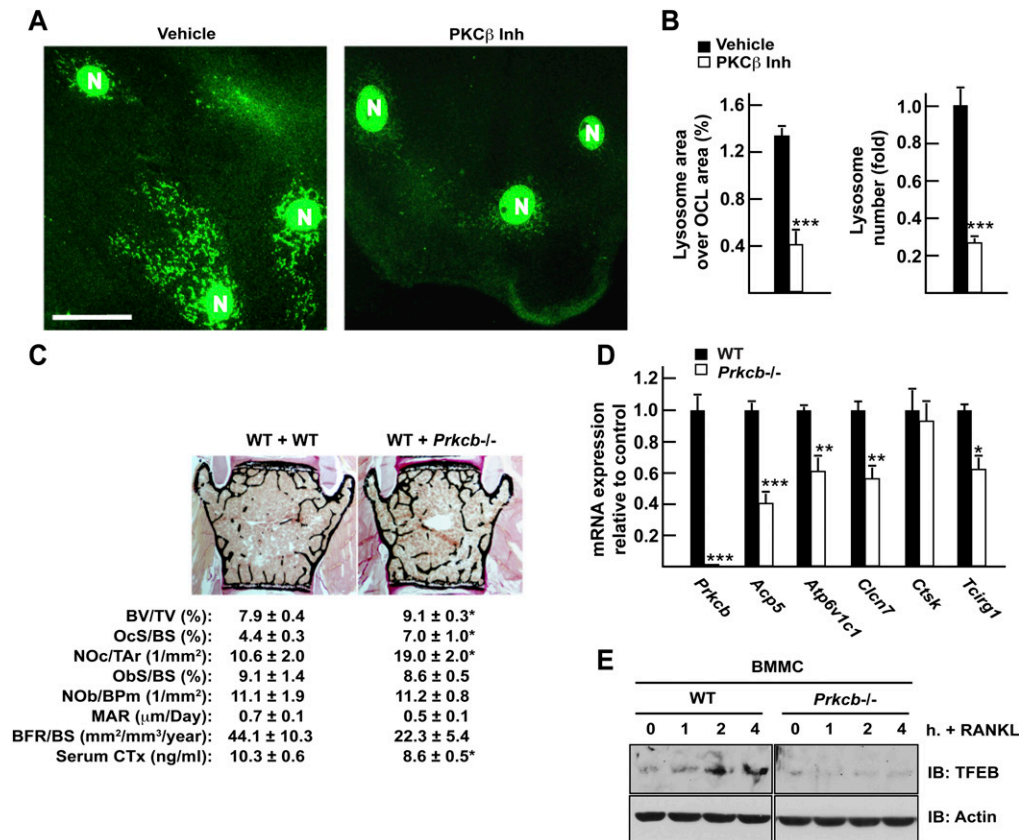 A
Vehicle
PKCβ Inh
N
N
N
N
N
N
B
Vehicle
PKCβ Inh
Lysosome area
over OCL area (%)
1.6
1.2
0.8
0.4
***
Lysosome
number (fold)
1.0
0.8
0.6
0.4
0.2
***
C
WT + WT
WT + Prkcb-/-
BV/TV (%): 7.9 ± 0.4 9.1 ± 0.3*
OcS/BS (%): 4.4 ± 0.3 7.0 ± 1.0*
NOc/TAr (1/mm²): 10.6 ± 2.0 19.0 ± 2.0*
ObS/BS (%): 9.1 ± 1.4 8.6 ± 0.5
NOb/BPm (1/mm²): 11.1 ± 1.9 11.2 ± 0.8
MAR (μm/Day): 0.7 ± 0.1 0.5 ± 0.1
BFR/BS (mm²/mm³/year): 44.1 ± 10.3 22.3 ± 5.4
Serum CTx (ng/ml): 10.3 ± 0.6 8.6 ± 0.5*
D
WT
Prkcb-/-
mRNA expression
relative to control
1.2
1.0
0.8
0.6
0.4
0.2
***
***
**
**
*
Prkcb
Acp5
Atp6v1c1
Clcn7
Ctsk
Tcirg1
E
BMMC
WT
Prkcb-/-
0 1 2 4 0 1 2 4 h. + RANKL
IB: TFEB
IB: Actin